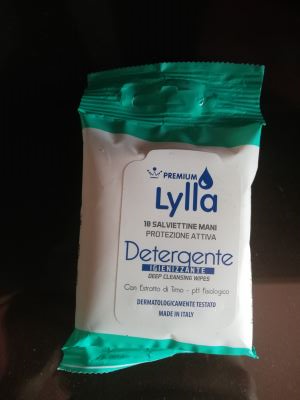 PREMIUM
Lylla
10 SALVIETTINE MANI
PROTEZIONE ATTIVA
Detergente
IGIENIZZANTE
DEEP CLEANSING WIPES
Con Estratto di Timo - pH fisiologico
DERMATOLOGICAMENTE TESTATO
MADE IN ITALY